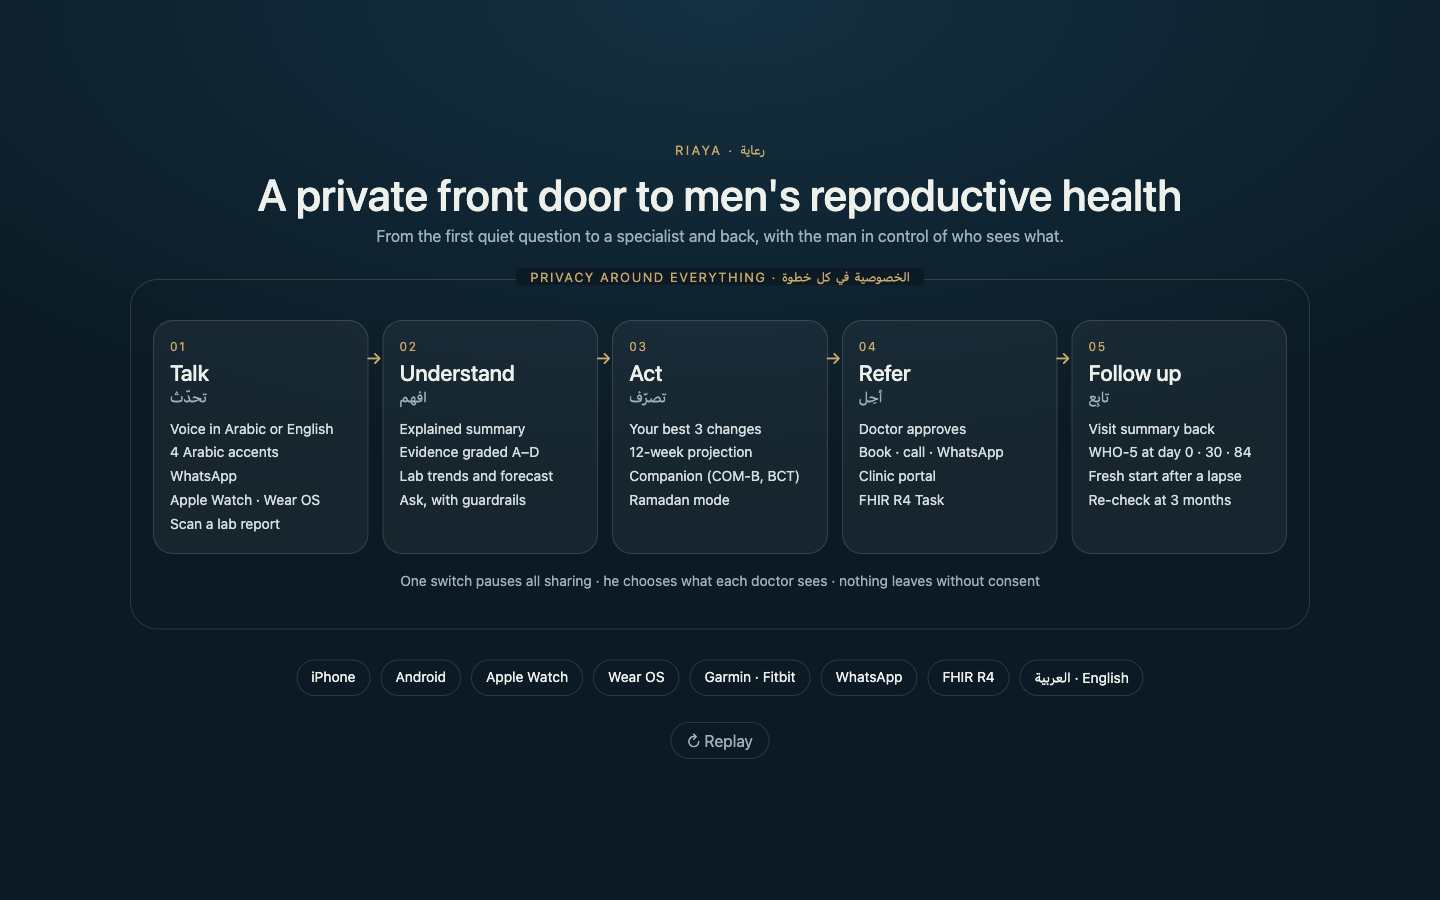 RIAYA · رعاية
A private front door to men's reproductive health
From the first quiet question to a specialist and back, with the man in control of who sees what.
PRIVACY AROUND EVERYTHING · الخصوصية في كل خطوة
01
Talk
تحدّث
Voice in Arabic or English
4 Arabic accents
WhatsApp
Apple Watch · Wear OS
Scan a lab report
→
02
Understand
افهم
Explained summary
Evidence graded A–D
Lab trends and forecast
Ask, with guardrails
→
03
Act
تصرّف
Your best 3 changes
12-week projection
Companion (COM-B, BCT)
Ramadan mode
→
04
Refer
أحِل
Doctor approves
Book · call · WhatsApp
Clinic portal
FHIR R4 Task
→
05
Follow up
تابِع
Visit summary back
WHO-5 at day 0 · 30 · 84
Fresh start after a lapse
Re-check at 3 months
One switch pauses all sharing · he chooses what each doctor sees · nothing leaves without consent
iPhone
Android
Apple Watch
Wear OS
Garmin · Fitbit
WhatsApp
FHIR R4
العربية · English
↻ Replay